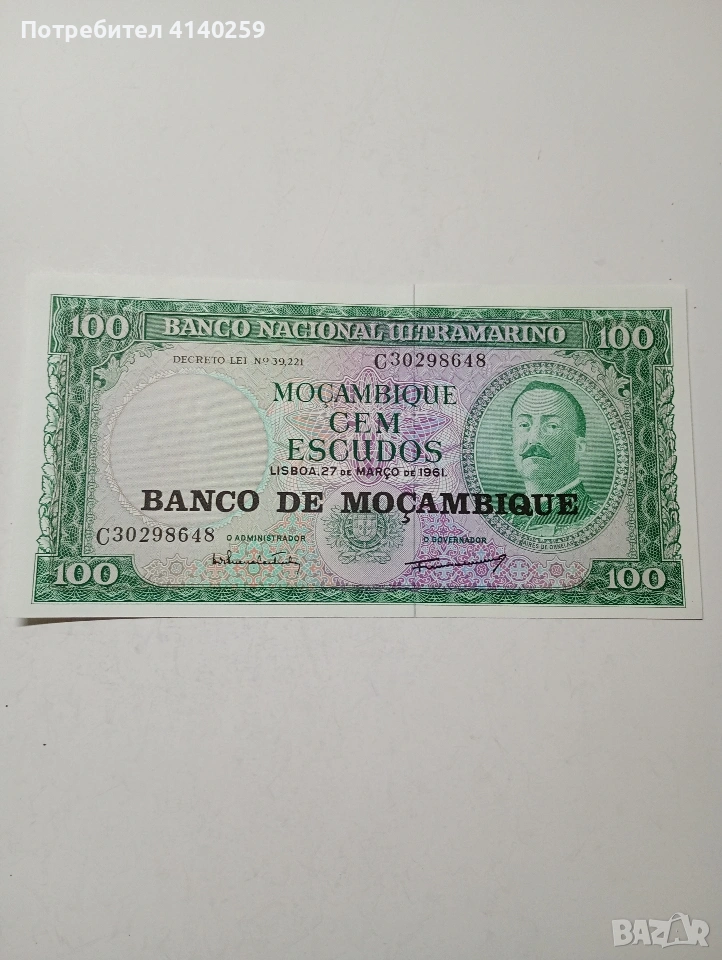 Потребител 4140259
100 BANCO NACIONAL ULTRAMARINO 100
DECRETO LEI Nº 39,221 C30298648
MOÇAMBIQUE
CEM
ESCUDOS
LISBOA, 27 DE MARÇO DE 1961
BANCO DE MOÇAMBIQUE
C30298648 O ADMINISTRADOR O GOVERNADOR
100 100
BAZAR